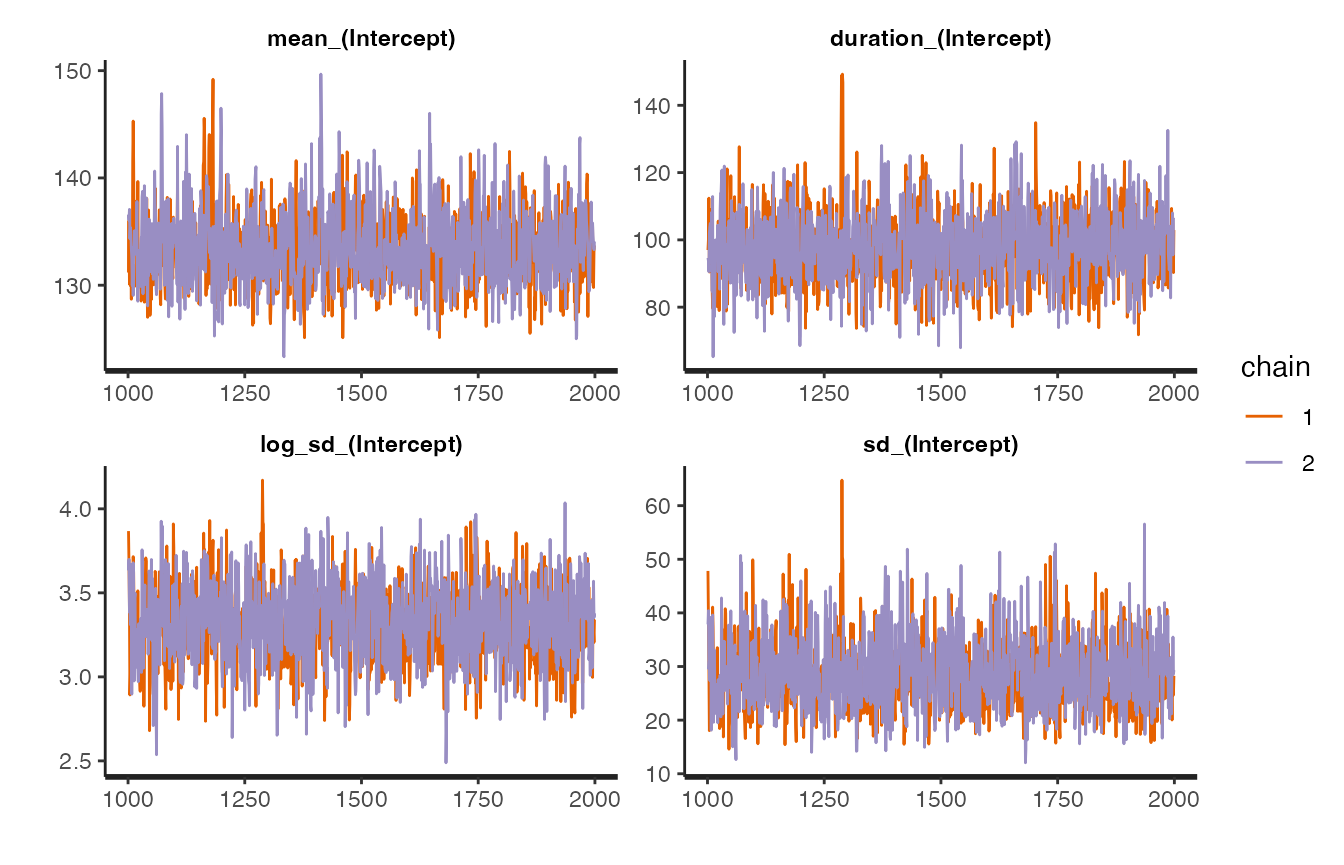 mean_(Intercept)
duration_(Intercept)
150
140
130
1000 1250 1500 1750 2000
140
120
100
80
1000 1250 1500 1750 2000
log_sd_(Intercept)
sd_(Intercept)
4.0
3.5
3.0
2.5
1000 1250 1500 1750 2000
60
50
40
30
20
10
1000 1250 1500 1750 2000
chain
1
2